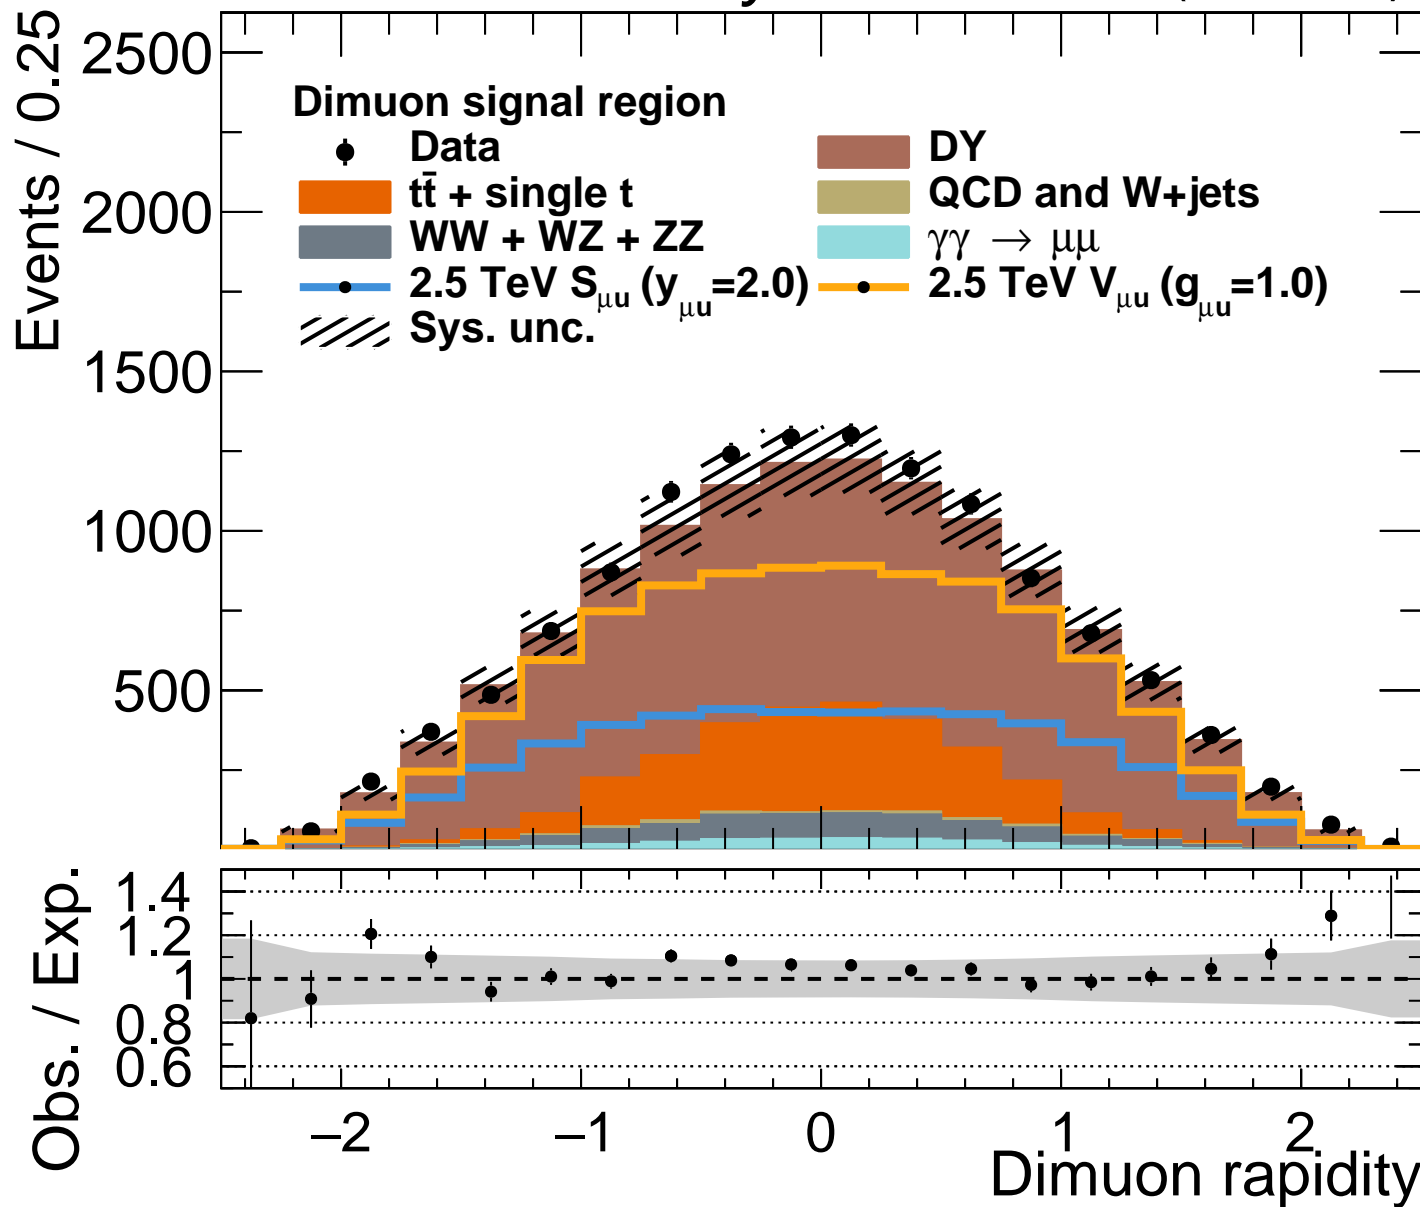 Events / 0.25
2500
2000
1500
1000
500
Dimuon signal region
Data
DY
tt̄ + single t
QCD and W+jets
WW + WZ + ZZ
γγ → μμ
2.5 TeV Sμu (yμu=2.0)
2.5 TeV Vμu (gμu=1.0)
Sys. unc.
Obs. / Exp.
1.4
1.2
1
0.8
0.6
−2 −1 0 1 2
Dimuon rapidity